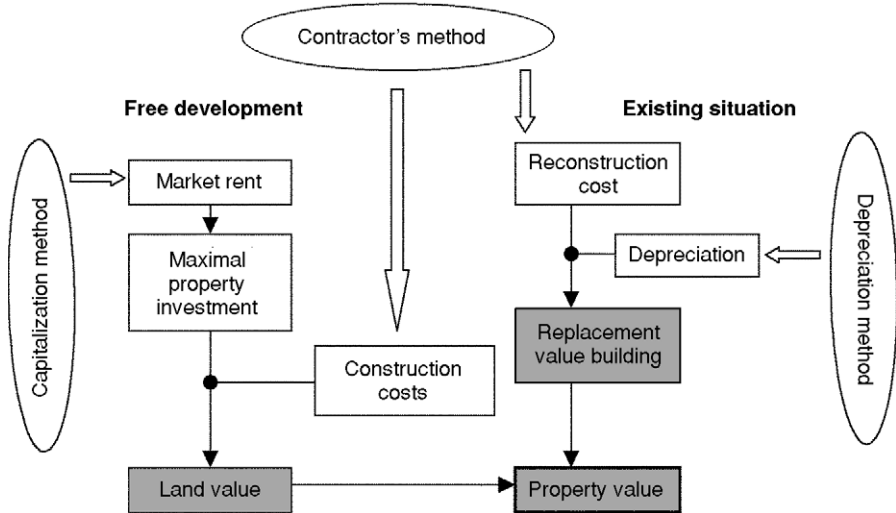 Contractor's method
Free development
Existing situation
Capitalization method
Market rent
Maximal
property
investment
Construction
costs
Land value
Reconstruction
cost
Depreciation
Depreciation method
Replacement
value building
Property value